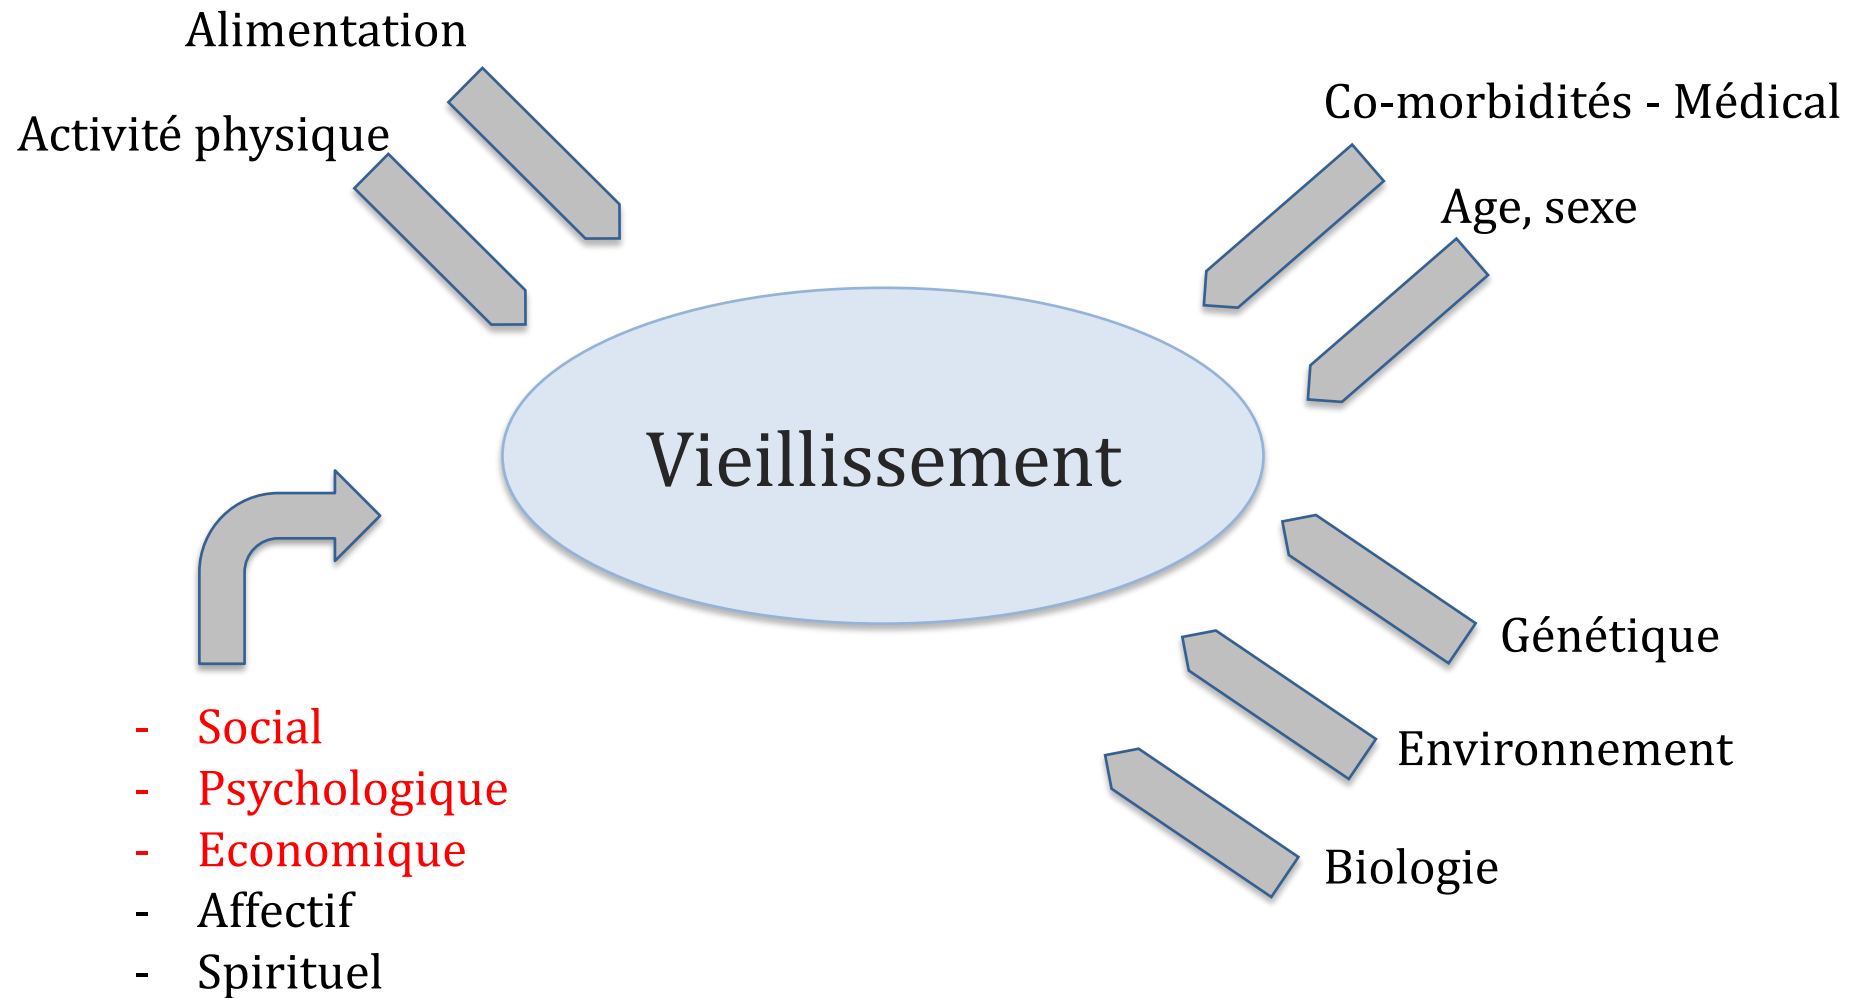 Alimentation
Co-morbidités - Médical
Activité physique
Age, sexe
Vieillissement
Génétique
- Social
Environnement
- Psychologique
- Economique
Biologie
- Affectif
- Spirituel